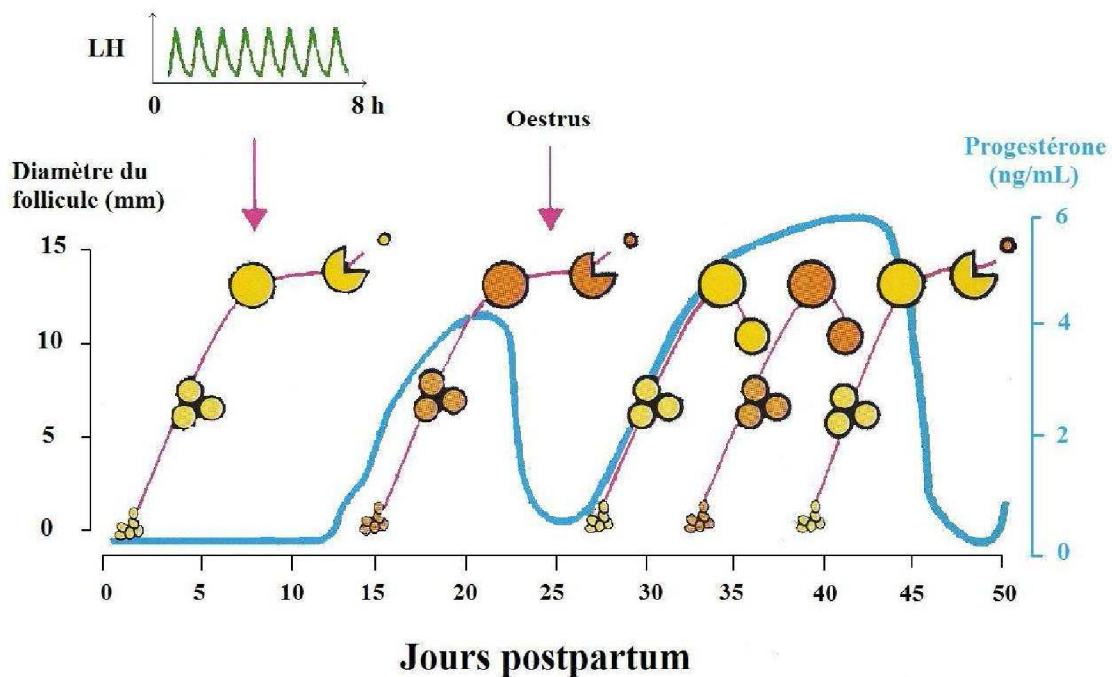 LH
0 8 h
Oestrus
Diamètre du
follicule (mm)
Progestérone
(ng/mL)
15
10
5
0
6
4
2
0
0 5 10 15 20 25 30 35 40 45 50
Jours postpartum